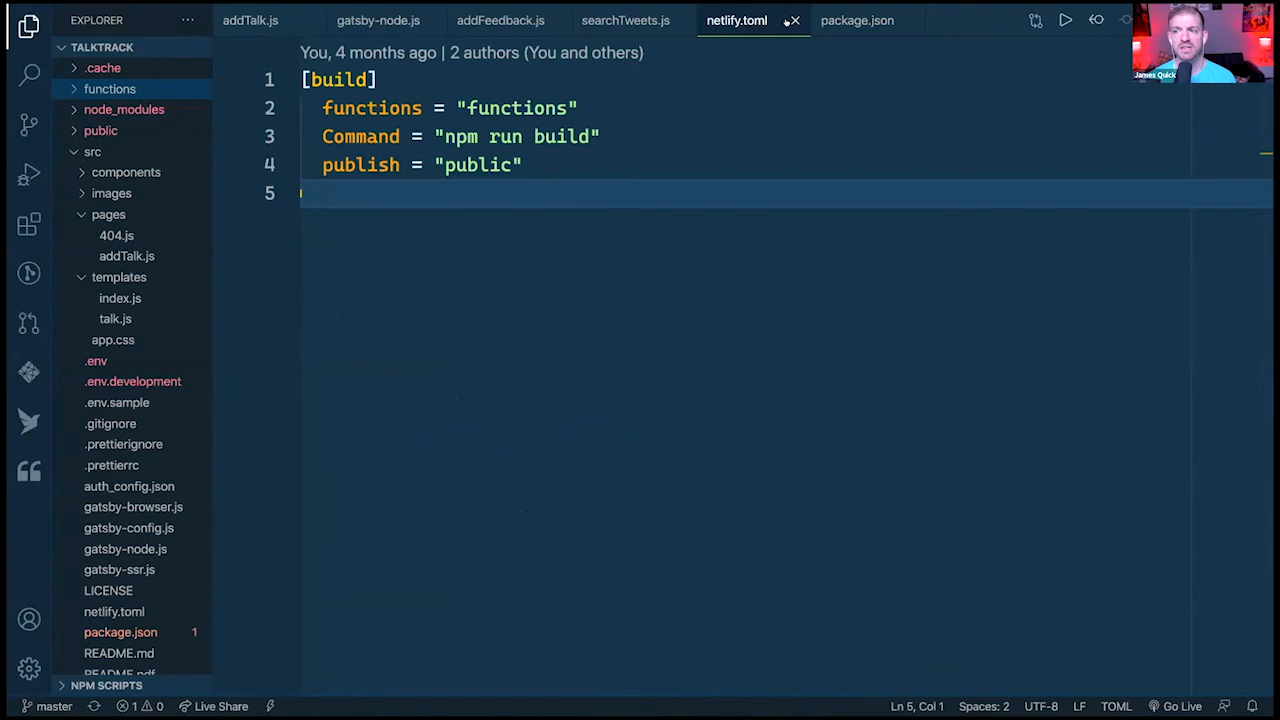 EXPLORER
addTalk.js
gatsby-node.js
addFeedback.js
searchTweets.js
netlify.toml
package.json
James Quick
TALKTRACK
.cache
functions
node_modules
public
src
components
images
pages
404.js
addTalk.js
templates
index.js
talk.js
app.css
.env
.env.development
.env.sample
.gitignore
.prettierignore
.prettierrc
auth_config.json
gatsby-browser.js
gatsby-config.js
gatsby-node.js
gatsby-ssr.js
LICENSE
netlify.toml
package.json 1
README.md
README.pdf
NPM SCRIPTS
You, 4 months ago | 2 authors (You and others)
1 [build]
2 functions = "functions"
3 Command = "npm run build"
4 publish = "public"
5
master
1
0
Live Share
Ln 5, Col 1
Spaces: 2
UTF-8
LF
TOML
Go Live